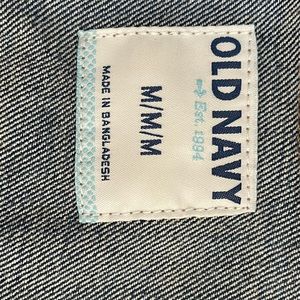 OLD NAVY
Est. 1994
M/M/M
MADE IN BANGLADESH